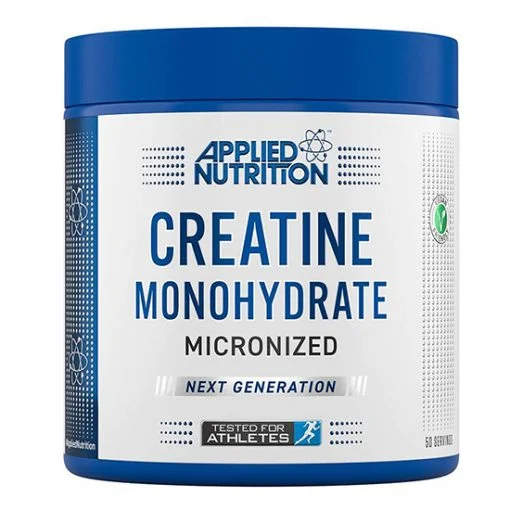 APPLIED
NUTRITION
CREATINE
MONOHYDRATE
MICRONIZED
NEXT GENERATION
TESTED FOR
ATHLETES
50 SERVINGS